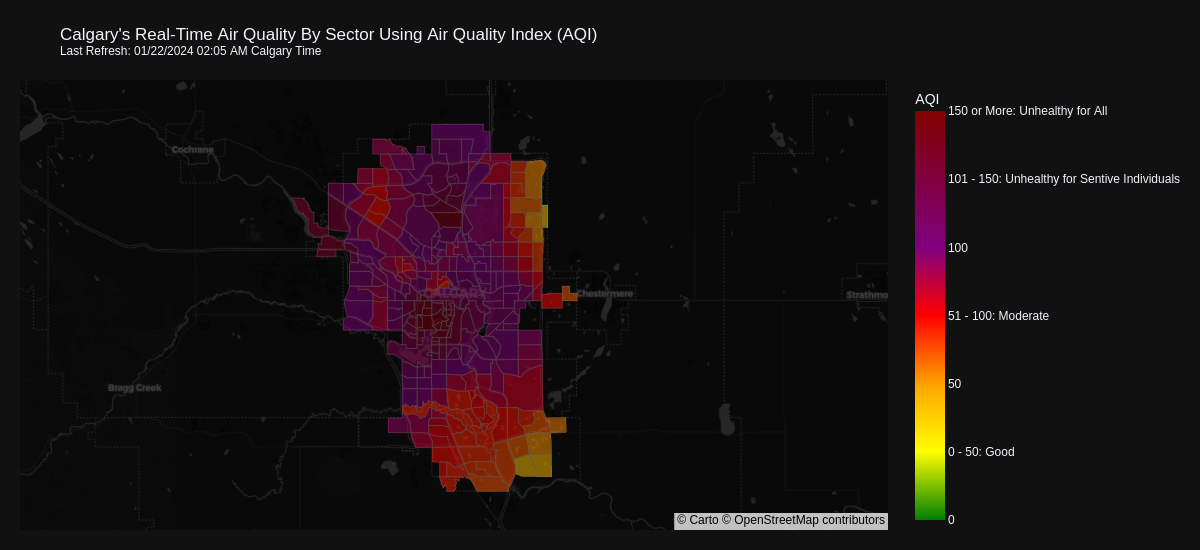 Calgary's Real-Time Air Quality By Sector Using Air Quality Index (AQI)
Last Refresh: 01/22/2024 02:05 AM Calgary Time
AQI
150 or More: Unhealthy for All
101 - 150: Unhealthy for Sentive Individuals
100
51 - 100: Moderate
50
0 - 50: Good
0
Cochrane
CALGARY
Chestermere
Strathmo
Bragg Creek
© Carto © OpenStreetMap contributors